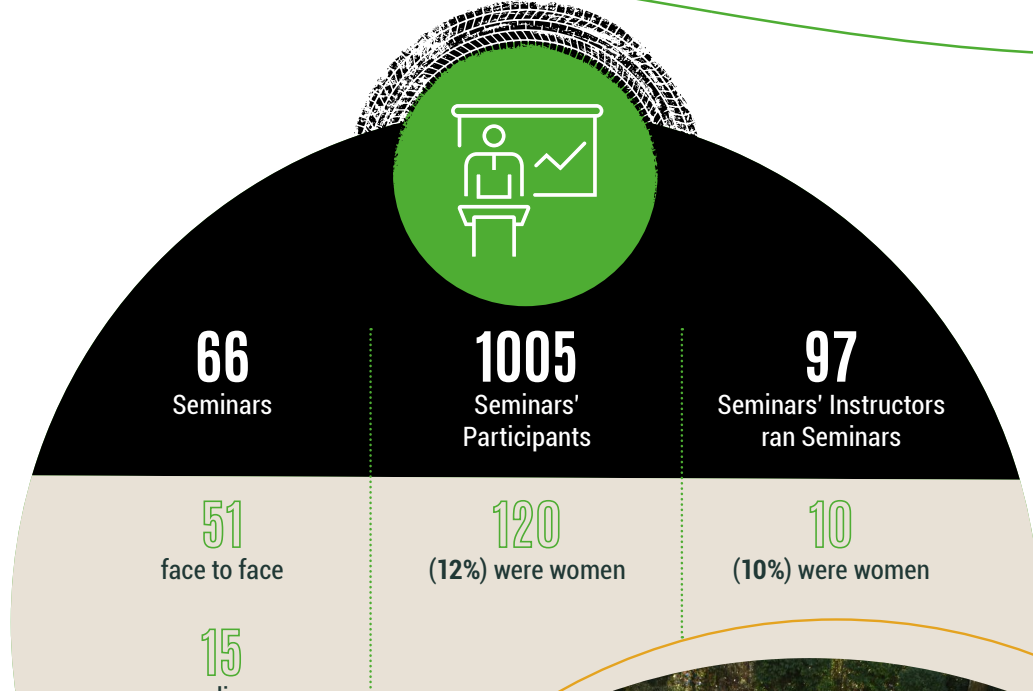 66
Seminars
51
face to face
15
1005
Seminars'
Participants
120
(12%) were women
97
Seminars' Instructors
ran Seminars
10
(10%) were women